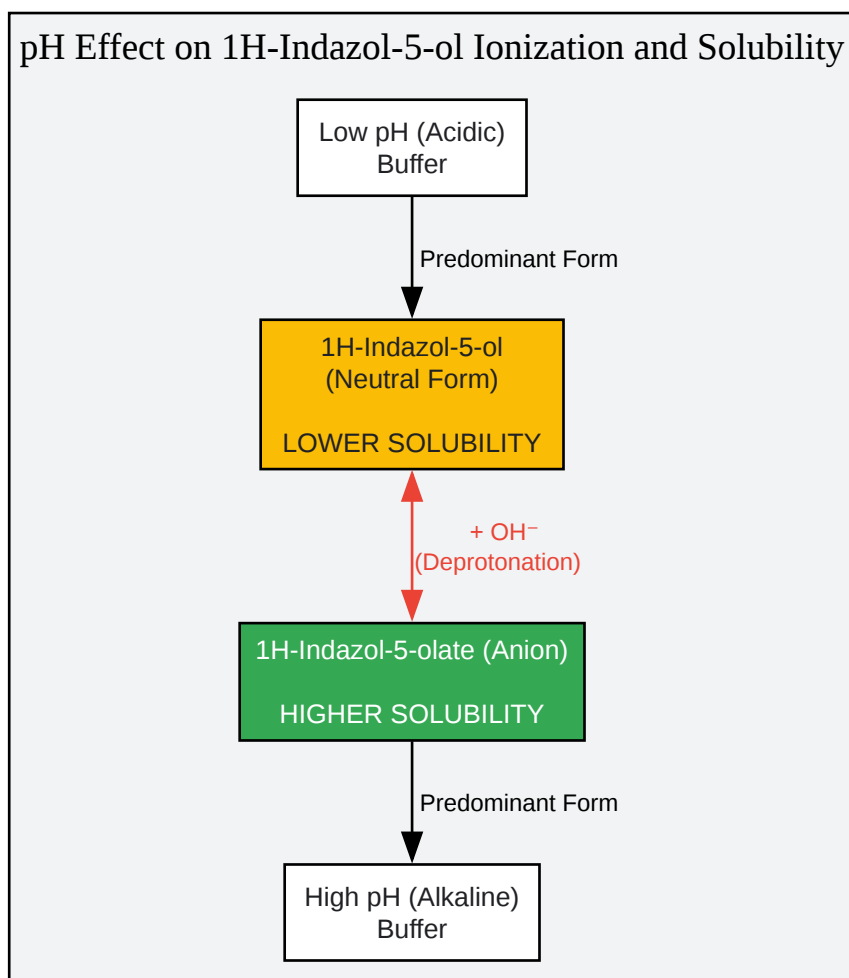 pH Effect on 1H-Indazol-5-ol Ionization and Solubility
Low pH (Acidic)
Buffer
Predominant Form
1H-Indazol-5-ol
(Neutral Form)
LOWER SOLUBILITY
+ OH⁻
(Deprotonation)
1H-Indazol-5-olate (Anion)
HIGHER SOLUBILITY
Predominant Form
High pH (Alkaline)
Buffer